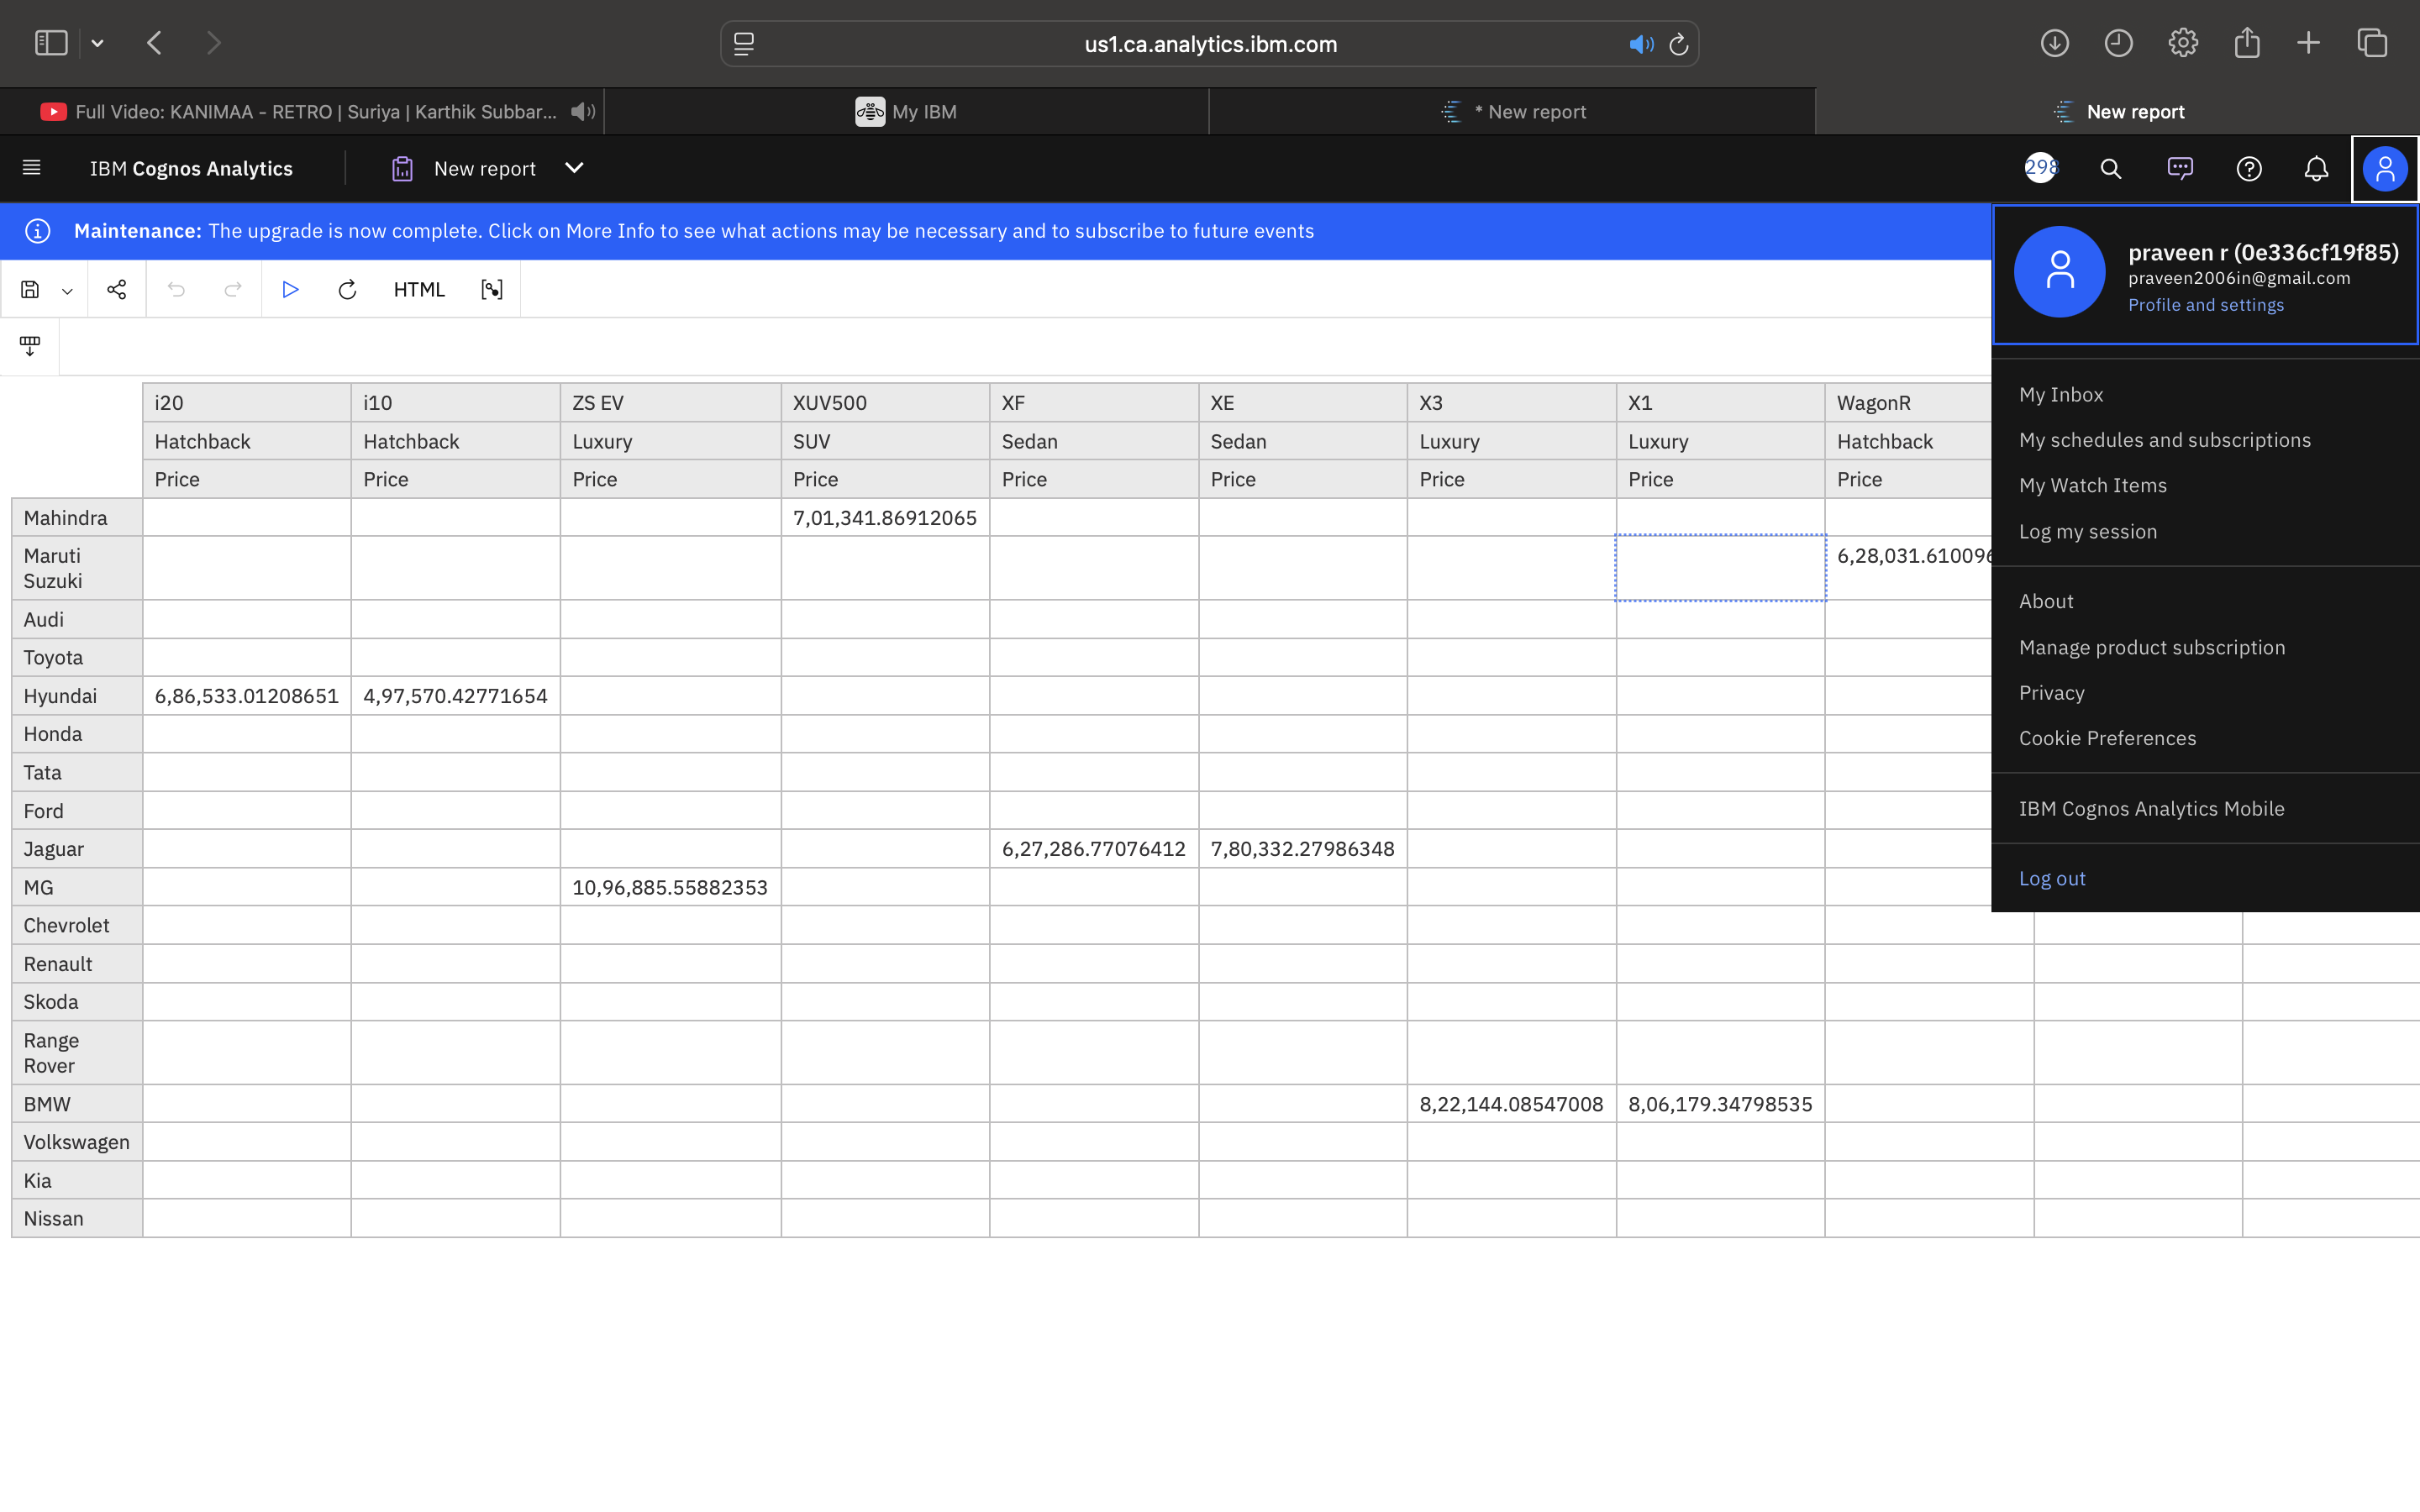 us1.ca.analytics.ibm.com
Full Video: KANIMAA - RETRO | Suriya | Karthik Subbar...
My IBM
* New report
New report
IBM Cognos Analytics
New report
298
Maintenance: The upgrade is now complete. Click on More Info to see what actions may be necessary and to subscribe to future events
praveen r (0e336cf19f85)
praveen2006in@gmail.com
Profile and settings
HTML
My Inbox
My schedules and subscriptions
My Watch Items
Log my session
About
Manage product subscription
Privacy
Cookie Preferences
IBM Cognos Analytics Mobile
Log out
i20 i10 ZS EV XUV500 XF XE X3 X1 WagonR
Hatchback Hatchback Luxury SUV Sedan Sedan Luxury Luxury Hatchback
Price Price Price Price Price Price Price Price Price
Mahindra 7,01,341.86912065
Maruti
Suzuki 6,28,031.610096
Audi
Toyota
Hyundai 6,86,533.01208651 4,97,570.42771654
Honda
Tata
Ford
Jaguar 6,27,286.77076412 7,80,332.27986348
MG 10,96,885.55882353
Chevrolet
Renault
Skoda
Range
Rover
BMW 8,22,144.08547008 8,06,179.34798535
Volkswagen
Kia
Nissan